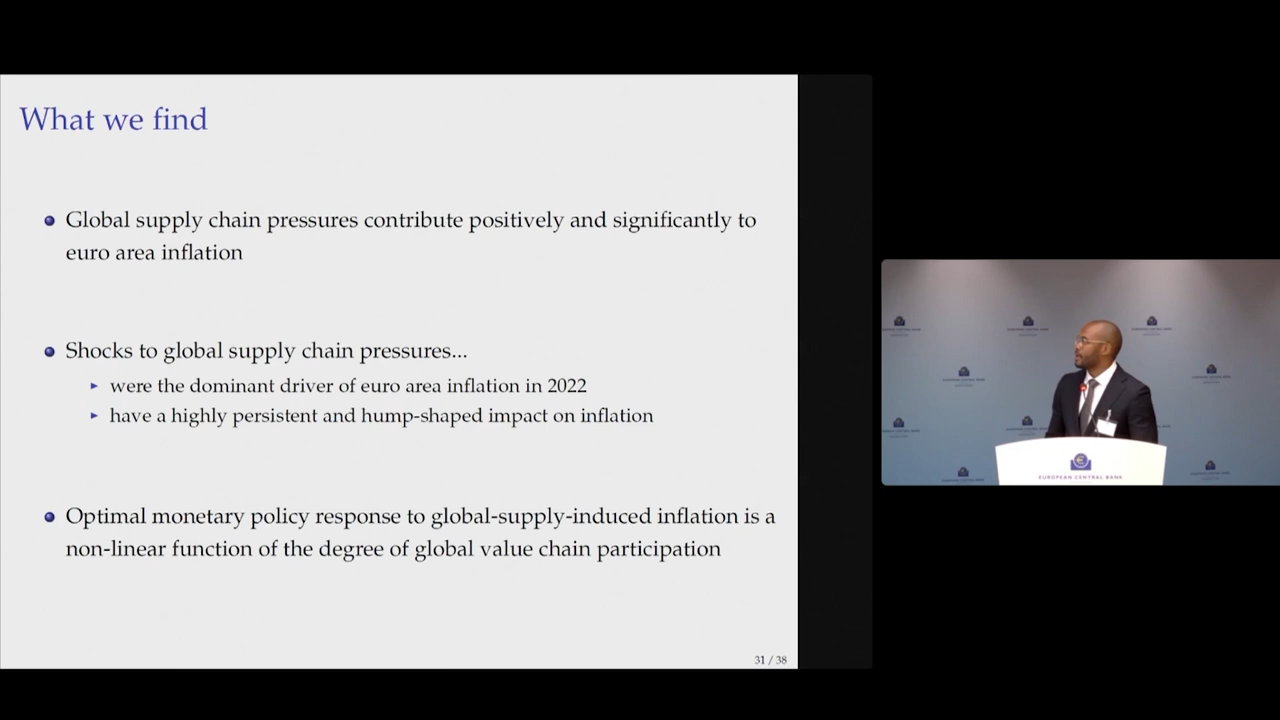 What we find
Global supply chain pressures contribute positively and significantly to
euro area inflation
Shocks to global supply chain pressures...
were the dominant driver of euro area inflation in 2022
have a highly persistent and hump-shaped impact on inflation
Optimal monetary policy response to global-supply-induced inflation is a
non-linear function of the degree of global value chain participation
31 / 38
EUROPEAN CENTRAL BANK